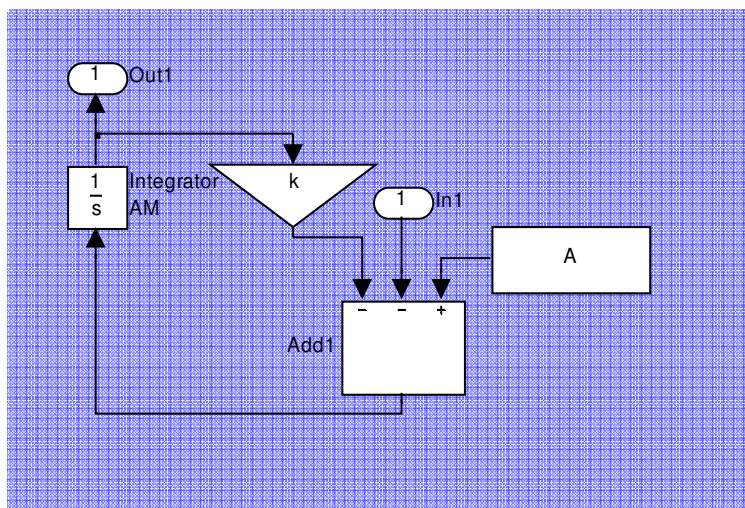 1
Out1
1
s
Integrator
AM
k
1
In1
A
− − +
Add1